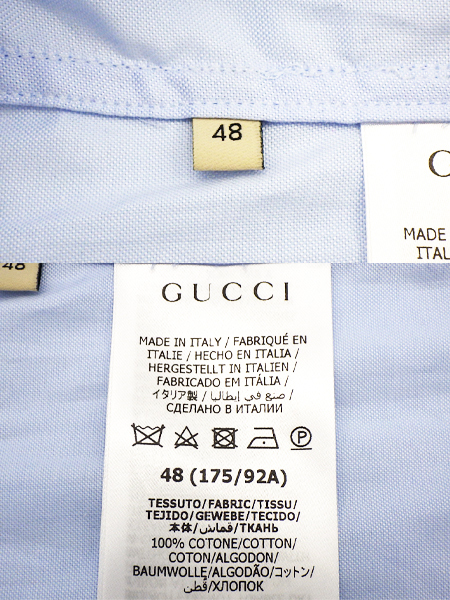 48
G
MADE
ITAL
48
GUCCI
MADE IN ITALY / FABRIQUÉ EN
ITALIE / HECHO EN ITALIA /
HERGESTELLT IN ITALIEN /
FABRICADO EM ITÁLIA /
イタリア製 / صنع في إيطاليا /
СДЕЛАНО В ИТАЛИИ
P
48 (175/92A)
TESSUTO/FABRIC/TISSU/
TEJIDO/GEWEBE/TECIDO/
本体/قماش/ТКАНЬ
100% COTONE/COTTON/
COTON/ALGODON/
BAUMWOLLE/ALGODÃO/コットン/
قطن/ХЛОПОК